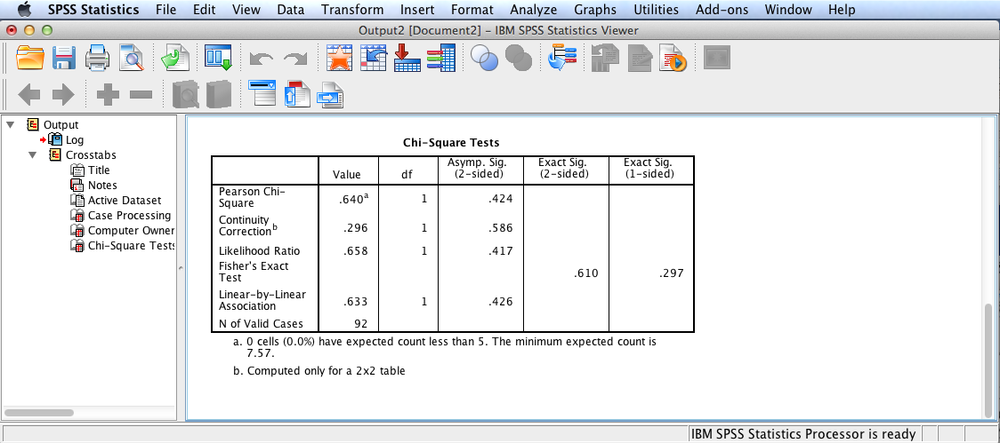 SPSS Statistics File Edit View Data Transform Insert Format Analyze Graphs Utilities Add-ons Window Help
Output2 [Document2] – IBM SPSS Statistics Viewer
Output
Log
Crosstabs
Title
Notes
Active Dataset
Case Processing
Computer Owner
Chi-Square Tests
Chi-Square Tests
Value df Asymp. Sig. (2-sided) Exact Sig. (2-sided) Exact Sig. (1-sided)
Pearson Chi-
Square .640a 1 .424
Continuity
Correctionb .296 1 .586
Likelihood Ratio .658 1 .417
Fisher's Exact
Test .610 .297
Linear-by-Linear
Association .633 1 .426
N of Valid Cases 92
a. 0 cells (0.0%) have expected count less than 5. The minimum expected count is
7.57.
b. Computed only for a 2x2 table
IBM SPSS Statistics Processor is ready